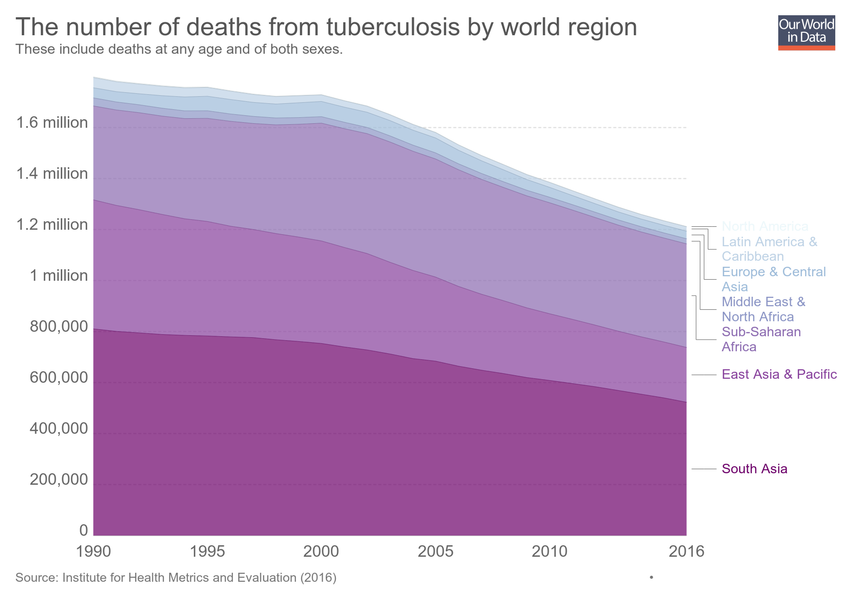 The number of deaths from tuberculosis by world region
These include deaths at any age and of both sexes.
Our World
in Data
1.6 million
1.4 million
1.2 million
1 million
800,000
600,000
400,000
200,000
0
North America
Latin America &
Caribbean
Europe & Central
Asia
Middle East &
North Africa
Sub-Saharan
Africa
East Asia & Pacific
South Asia
1990
1995
2000
2005
2010
2016
Source: Institute for Health Metrics and Evaluation (2016)